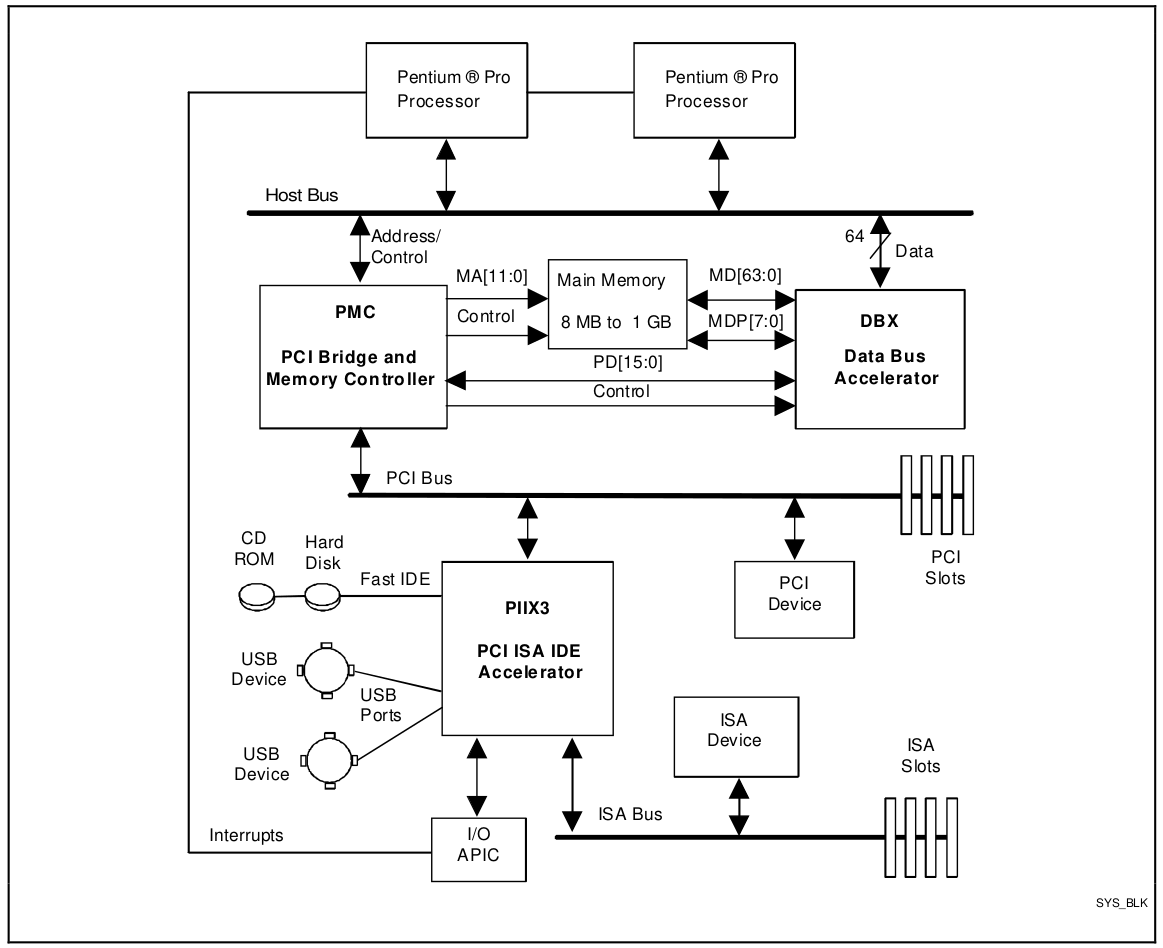 Pentium ® Pro
Processor
Pentium ® Pro
Processor
Host Bus
Address/
Control
64
Data
MA[11:0]
Control
Main Memory
8 MB to 1 GB
MD[63:0]
MDP[7:0]
PMC
PCI Bridge and
Memory Controller
PD[15:0]
Control
DBX
Data Bus
Accelerator
PCI Bus
PCI
Slots
CD
ROM
Hard
Disk
Fast IDE
PIIX3
PCI ISA IDE
Accelerator
PCI
Device
USB
Device
USB
Ports
USB
Device
ISA
Device
ISA
Slots
ISA Bus
Interrupts
I/O
APIC
SYS_BLK